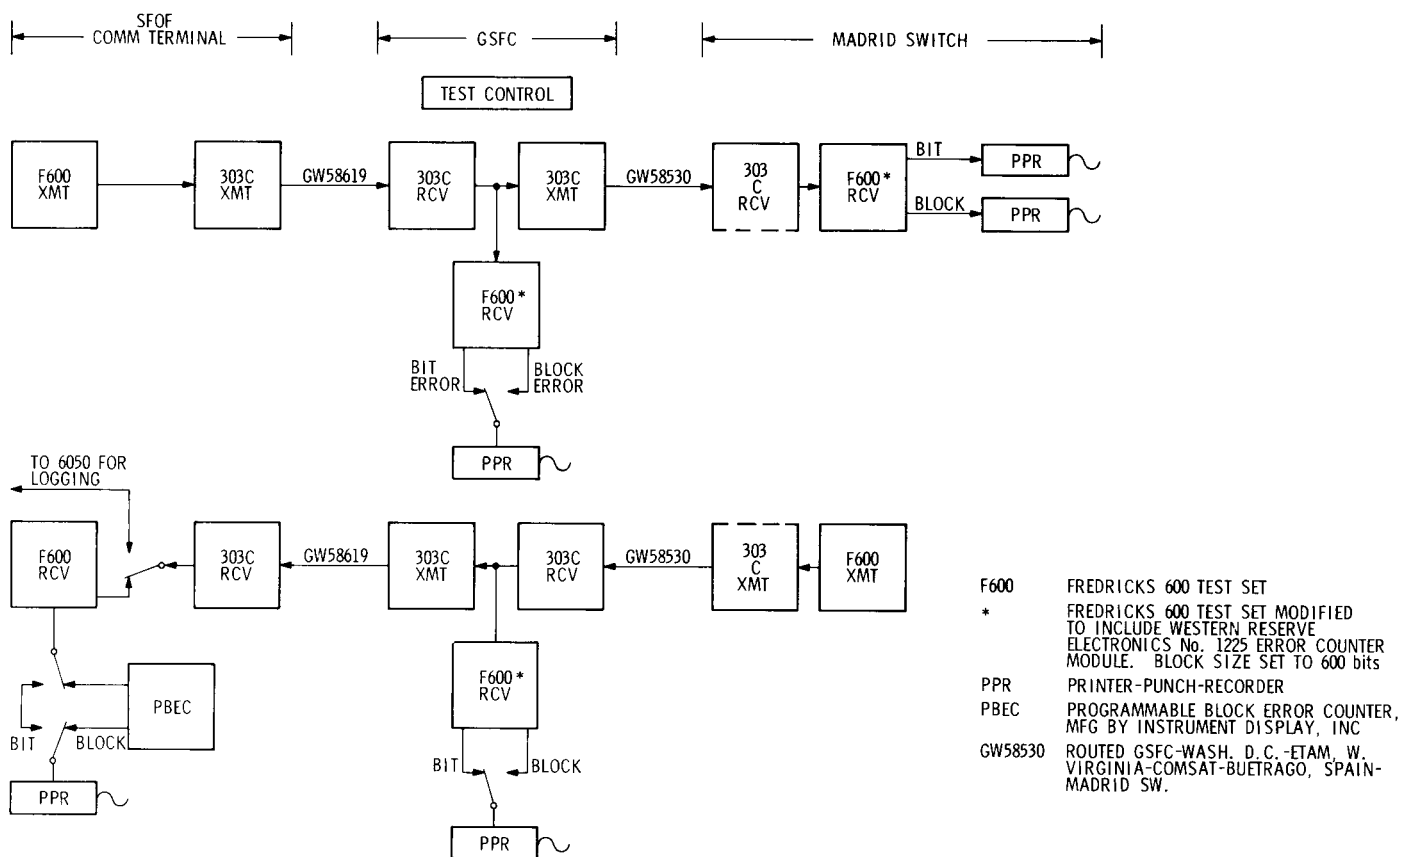 SFOF
COMM TERMINAL
GSFC
MADRID SWITCH
TEST CONTROL
F600
XMT
303C
XMT
GW58619
303C
RCV
303C
XMT
GW58530
303
C
RCV
F600*
RCV
BIT
PPR
BLOCK
PPR
F600*
RCV
BIT
ERROR
BLOCK
ERROR
PPR
TO 6050 FOR
LOGGING
F600
RCV
303C
RCV
GW58619
303C
XMT
303C
RCV
GW58530
303
C
XMT
F600
XMT
F600*
RCV
PBEC
BIT
BLOCK
PPR
BIT
BLOCK
PPR
F600 FREDRICKS 600 TEST SET
* FREDRICKS 600 TEST SET MODIFIED
TO INCLUDE WESTERN RESERVE
ELECTRONICS No. 1225 ERROR COUNTER
MODULE. BLOCK SIZE SET TO 600 bits
PPR PRINTER-PUNCH-RECORDER
PBEC PROGRAMMABLE BLOCK ERROR COUNTER,
MFG BY INSTRUMENT DISPLAY, INC
GW58530 ROUTED GSFC-WASH. D.C.-ETAM, W.
VIRGINIA-COMSAT-BUETRAGO, SPAIN-
MADRID SW.